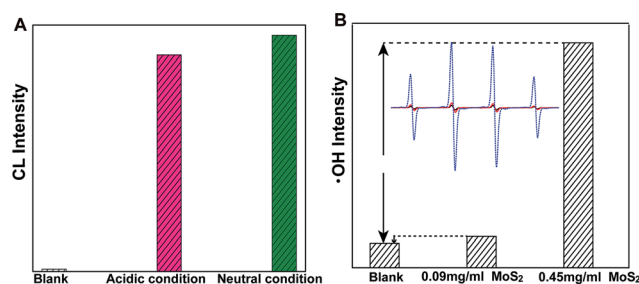 A
CL Intensity
Blank
Acidic condition
Neutral condition
B
·OH Intensity
Blank
0.09mg/ml MoS₂
0.45mg/ml MoS₂